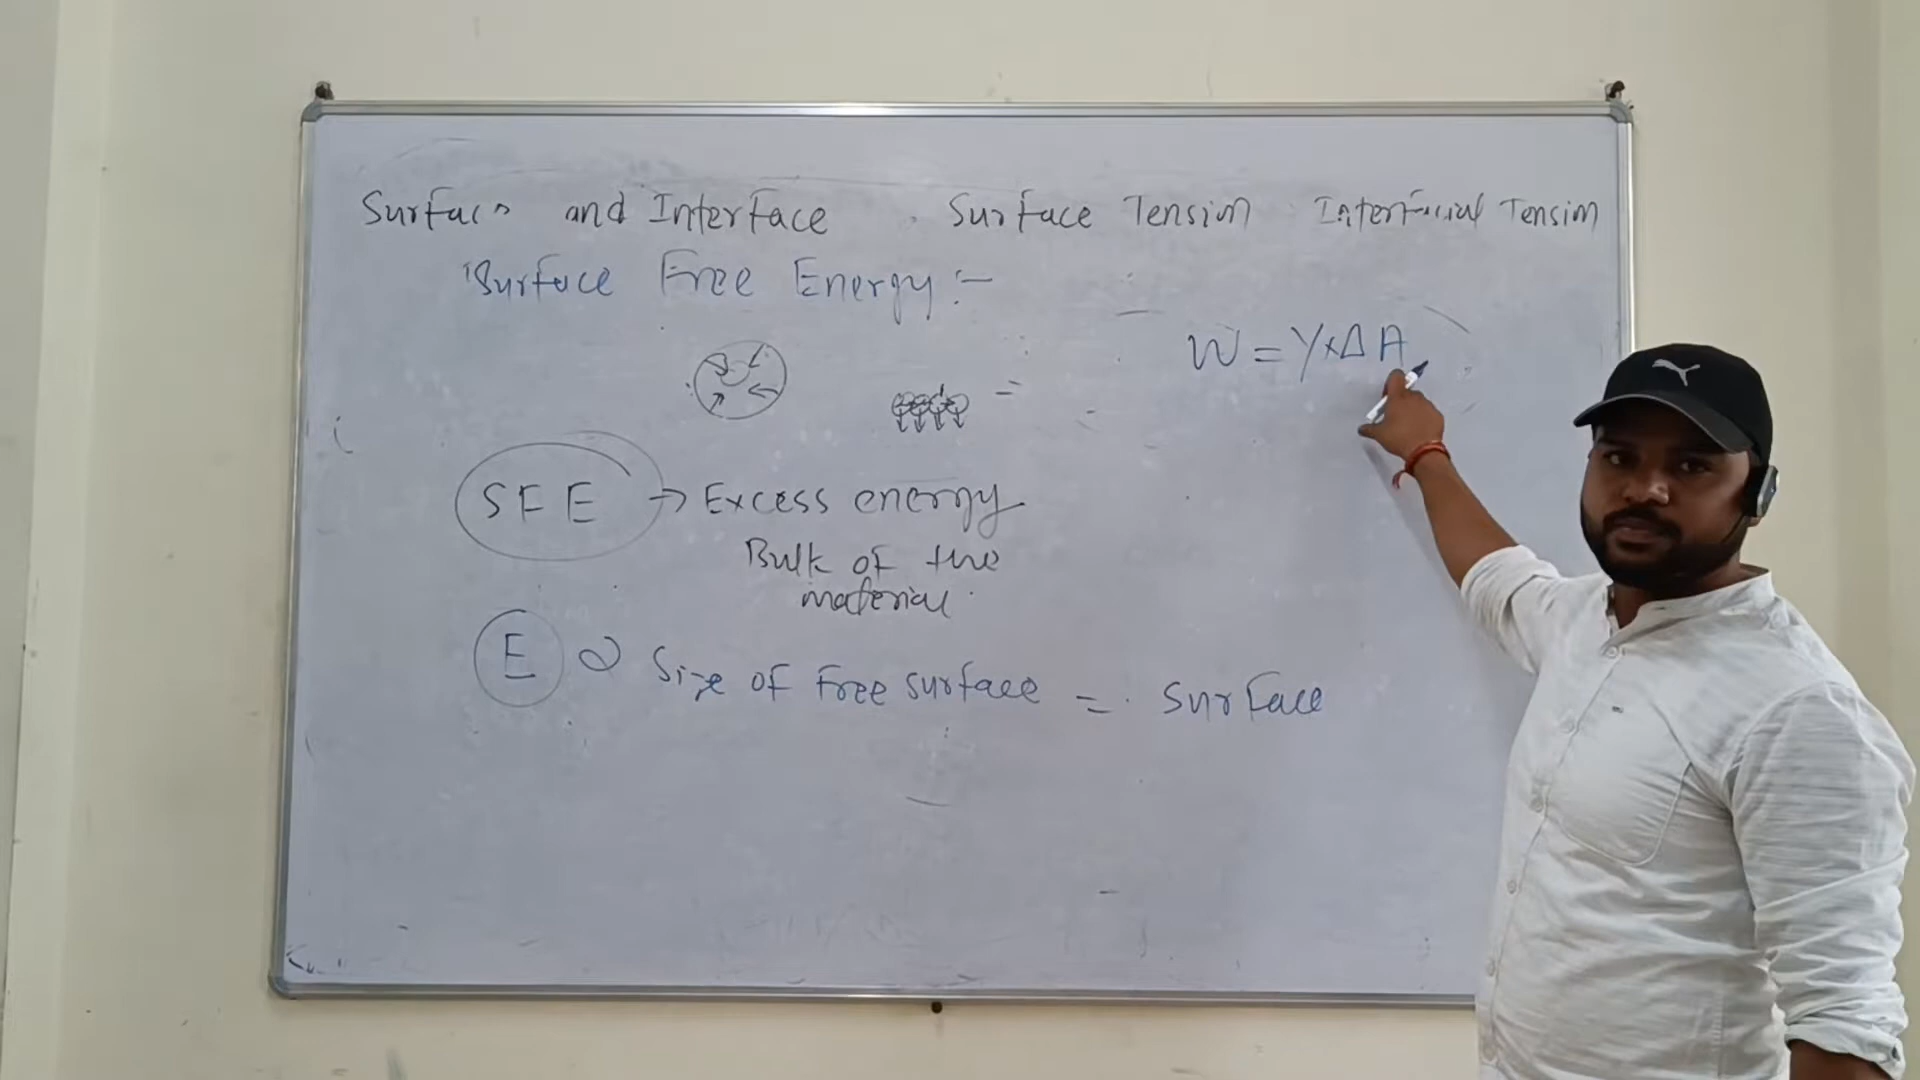 Surface and Interface Surface Tension Interfacial Tension
Surface Free Energy :-
W = γ × Δ A
SFE → Excess energy
Bulk of the
material.
E ∝ Size of Free surface = Surface